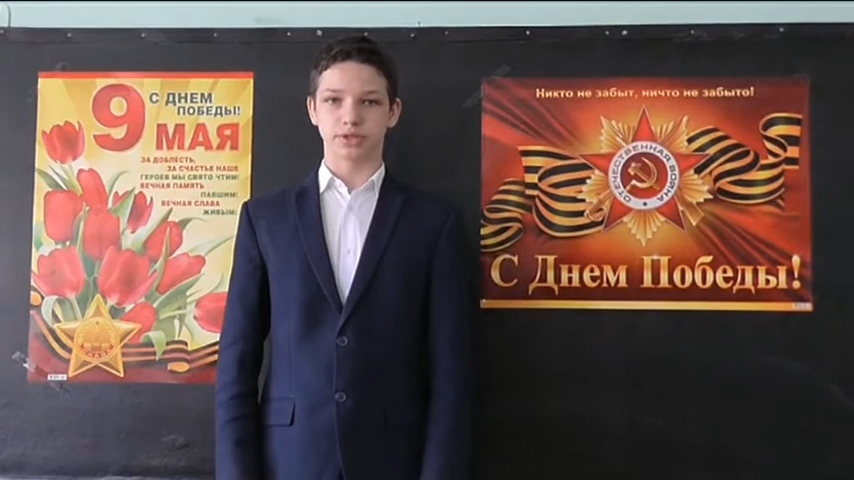 9
С ДНЕМ
ПОБЕДЫ!
МАЯ
ЗА ДОБЛЕСТЬ,
ЗА СЧАСТЬЕ НАШЕ
ГЕРОЕВ МЫ СВЯТО ЧТИМ!
ВЕЧНАЯ ПАМЯТЬ
ПАВШИМ!
ВЕЧНАЯ СЛАВА
ЖИВЫМ!
Никто не забыт, ничто не забыто!
ОТЕЧЕСТВЕННАЯ ВОЙНА
С Днем Победы!